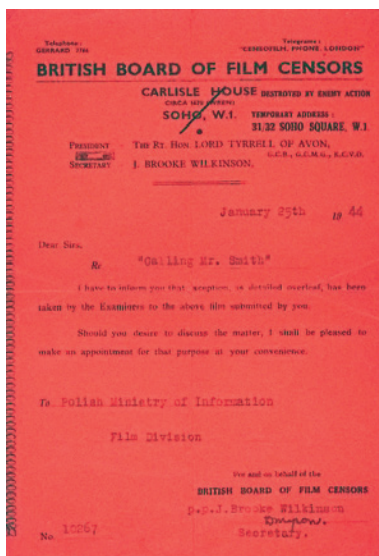 Telephone : Telegrams :
GERRARD 1766 "CENSOFILM, PHONE, LONDON"
BRITISH BOARD OF FILM CENSORS
CARLISLE HOUSE DESTROYED BY ENEMY ACTION
CIRCA 1670 (WREN)
SOHO, W.1. TEMPORARY ADDRESS :
31/32 SOHO SQUARE, W.1.
PRESIDENT - THE RT. HON. LORD TYRRELL OF AVON,
G.C.B., G.C.M.G., K.C.V.O.
SECRETARY - J. BROOKE WILKINSON,
January 25th 1944
Dear Sirs,
Re "Calling Mr. Smith"
I have to inform you that exception, as detailed overleaf, has been
taken by the Examiners to the above film submitted by you.
Should you desire to discuss the matter, I shall be pleased to
make an appointment for that purpose at your convenience.
To Polish Ministry of Information
Film Division
For and on behalf of the
BRITISH BOARD OF FILM CENSORS
p.p.J.Brooke Wilkinson
Secretary.
No. 10267